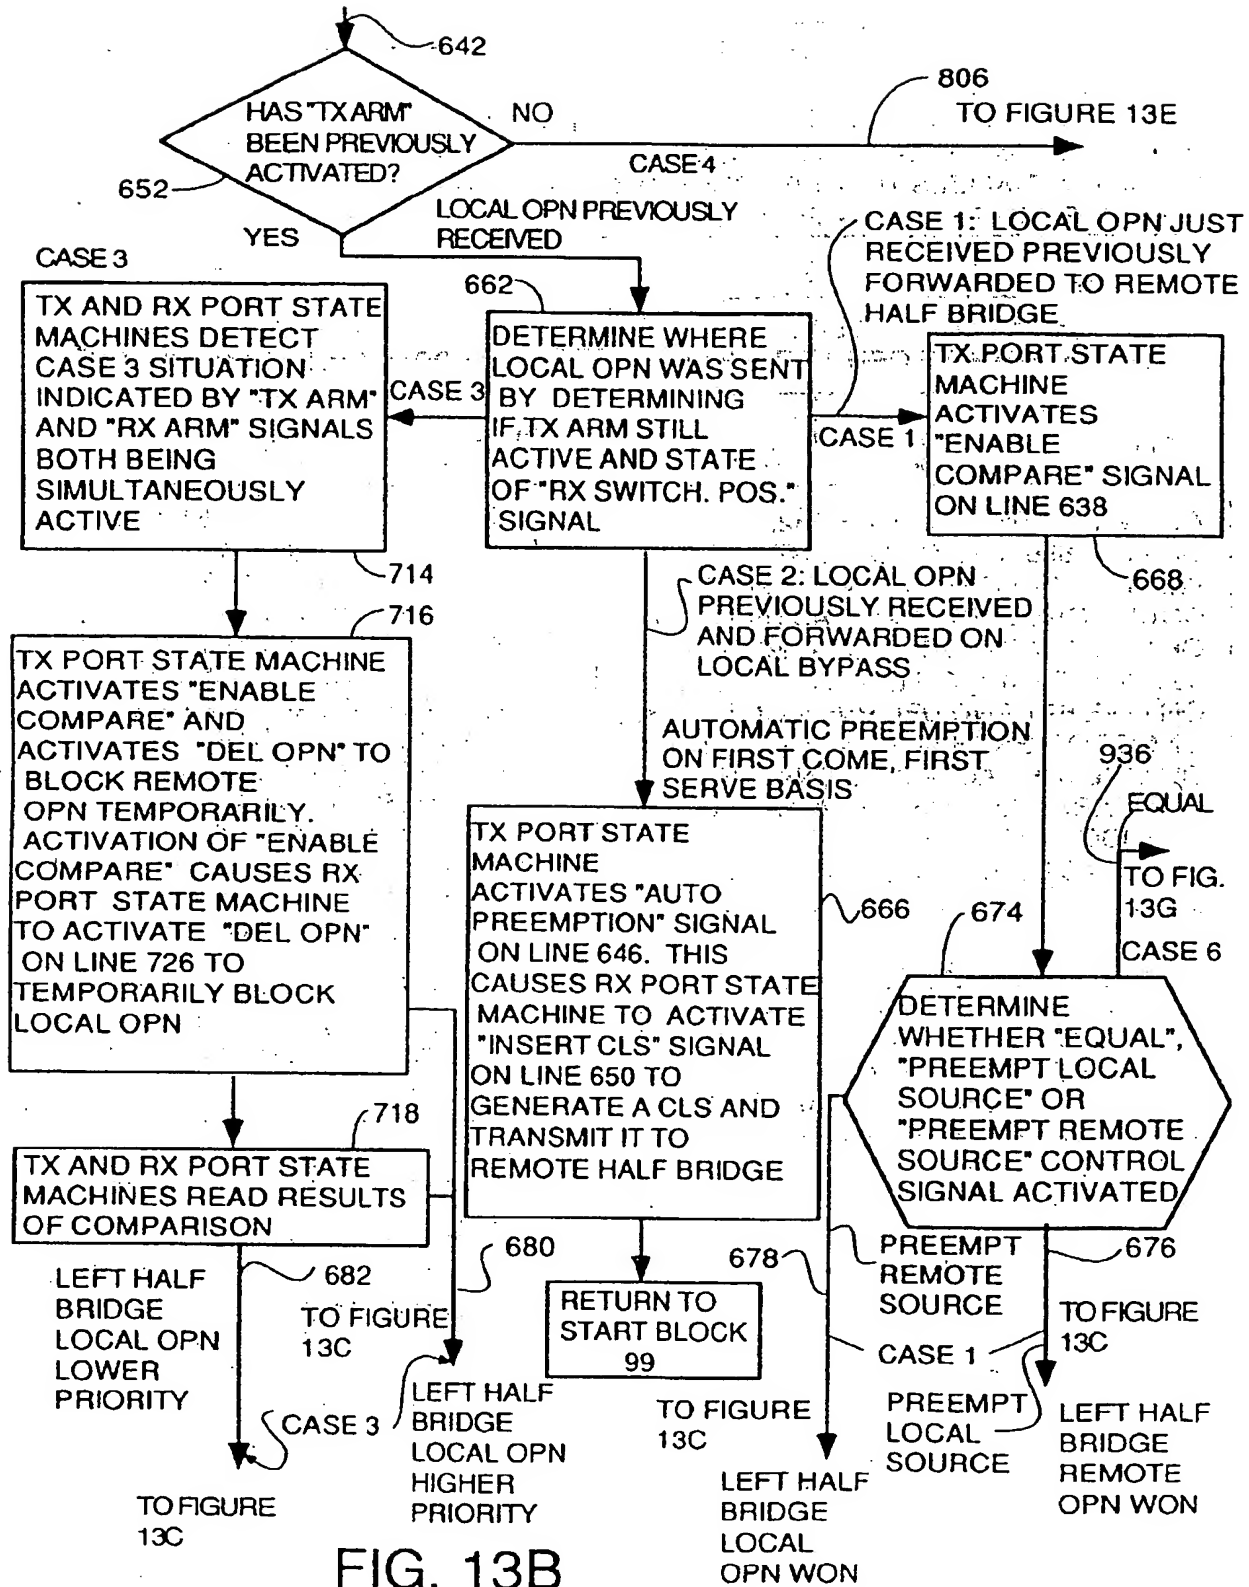 642
806
HAS "TX ARM"
BEEN PREVIOUSLY
ACTIVATED?
NO
TO FIGURE 13E
CASE 4
652
YES
LOCAL OPN PREVIOUSLY
RECEIVED
CASE 1: LOCAL OPN JUST
RECEIVED PREVIOUSLY
FORWARDED TO REMOTE
HALF BRIDGE
CASE 3
TX AND RX PORT STATE
MACHINES DETECT
CASE 3 SITUATION
INDICATED BY "TX ARM"
AND "RX ARM" SIGNALS
BOTH BEING
SIMULTANEOUSLY
ACTIVE
714
CASE 3
662
DETERMINE WHERE
LOCAL OPN WAS SENT
BY DETERMINING
IF TX ARM STILL
ACTIVE AND STATE
OF "RX SWITCH. POS."
SIGNAL
CASE 1
TX PORT STATE
MACHINE
ACTIVATES
"ENABLE
COMPARE" SIGNAL
ON LINE 638
668
CASE 2: LOCAL OPN
PREVIOUSLY RECEIVED
AND FORWARDED ON
LOCAL BYPASS
716
TX PORT STATE MACHINE
ACTIVATES "ENABLE
COMPARE" AND
ACTIVATES "DEL OPN" TO
BLOCK REMOTE
OPN TEMPORARILY.
ACTIVATION OF "ENABLE
COMPARE" CAUSES RX
PORT STATE MACHINE
TO ACTIVATE "DEL OPN"
ON LINE 726 TO
TEMPORARILY BLOCK
LOCAL OPN
AUTOMATIC PREEMPTION
ON FIRST COME, FIRST
SERVE BASIS
TX PORT STATE
MACHINE
ACTIVATES "AUTO
PREEMPTION" SIGNAL
ON LINE 646. THIS
CAUSES RX PORT STATE
MACHINE TO ACTIVATE
"INSERT CLS" SIGNAL
ON LINE 650 TO
GENERATE A CLS AND
TRANSMIT IT TO
REMOTE HALF BRIDGE
666
936
EQUAL
TO FIG.
13G
CASE 6
674
DETERMINE
WHETHER "EQUAL",
"PREEMPT LOCAL
SOURCE" OR
"PREEMPT REMOTE
SOURCE" CONTROL
SIGNAL ACTIVATED
718
TX AND RX PORT STATE
MACHINES READ RESULTS
OF COMPARISON
682
LEFT HALF
BRIDGE
LOCAL OPN
LOWER
PRIORITY
680
TO FIGURE
13C
RETURN TO
START BLOCK
99
678
PREEMPT
REMOTE
SOURCE
676
TO FIGURE
13C
CASE 1
CASE 3
LEFT HALF
BRIDGE
LOCAL OPN
HIGHER
PRIORITY
TO FIGURE
13C
PREEMPT
LOCAL
SOURCE
LEFT HALF
BRIDGE
REMOTE
OPN WON
TO FIGURE
13C
LEFT HALF
BRIDGE
LOCAL
OPN WON
FIG. 13B